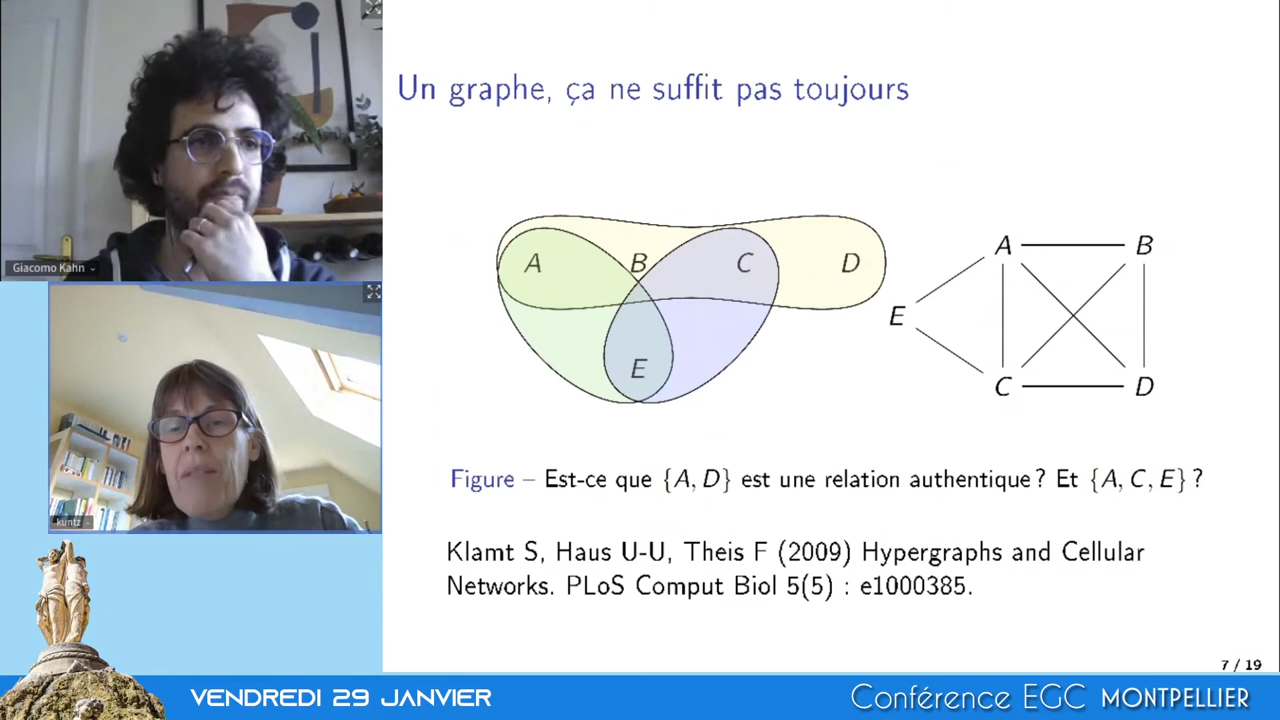 Giacomo Kahn
kuntz
Un graphe, ça ne suffit pas toujours
A B C D
E
A B
E
C D
Figure – Est-ce que {A, D} est une relation authentique ? Et {A, C, E} ?
Klamt S, Haus U-U, Theis F (2009) Hypergraphs and Cellular
Networks. PLoS Comput Biol 5(5) : e1000385.
7 / 19
VENDREDI 29 JANVIER
Conférence EGC MONTPELLIER